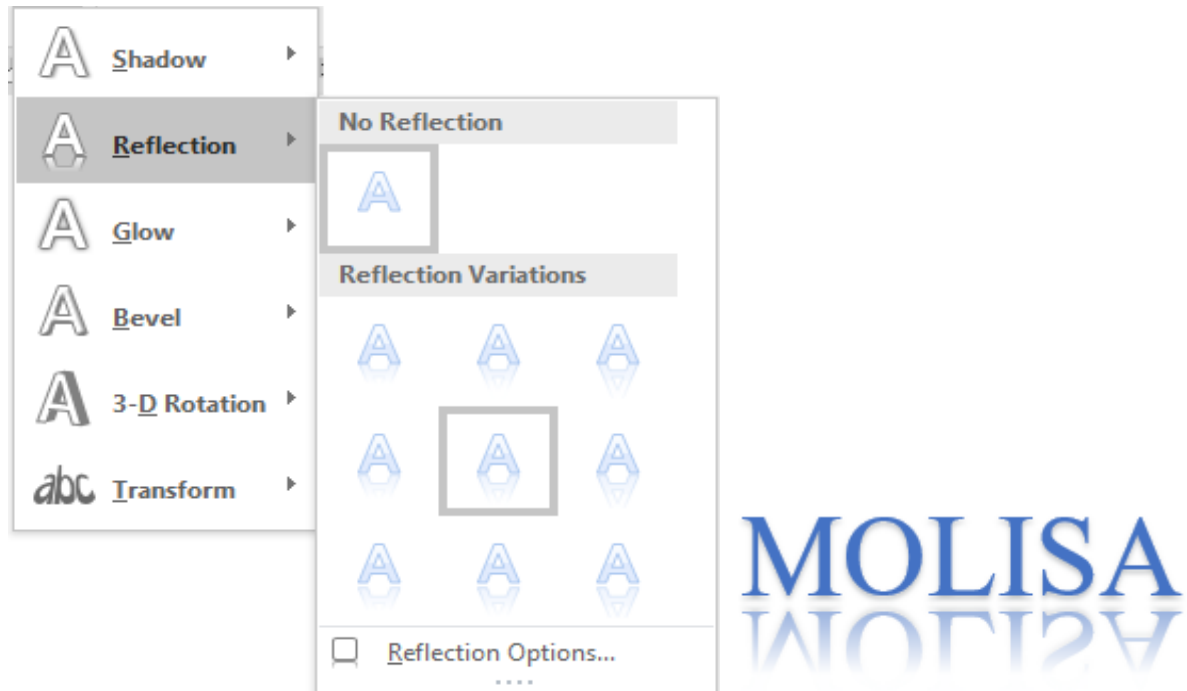 Shadow
Reflection
Glow
Bevel
3-D Rotation
abc Transform
No Reflection
A
Reflection Variations
A A A
A A A
A A A
Reflection Options...
MOLISA